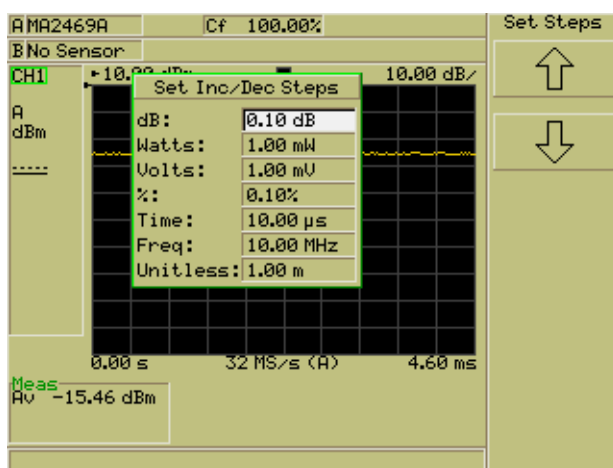 A MA2469A Cf 100.00% Set Steps
B No Sensor
CH1 10.00 dB/
Set Inc/Dec Steps
A
dBm
-----
dB: 0.10 dB
Watts: 1.00 mW
Volts: 1.00 mV
%: 0.10%
Time: 10.00 µs
Freq: 10.00 MHz
Unitless: 1.00 m
0.00 s 32 MS/s (A) 4.60 ms
Meas
Av -15.46 dBm